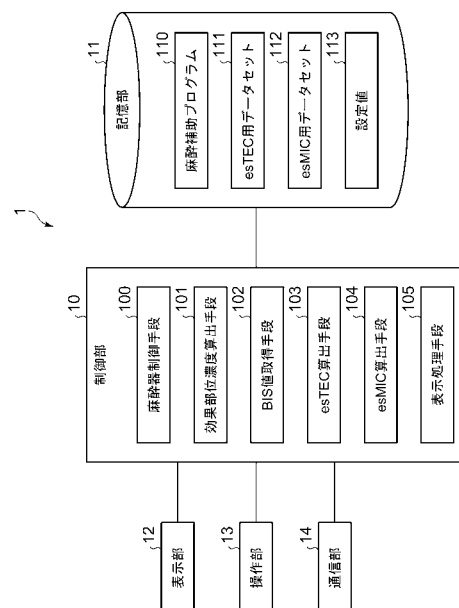 1
10
制御部
100
麻酔器制御手段
101
効果部位濃度算出手段
102
BIS値取得手段
103
esTEC算出手段
104
esMIC算出手段
105
表示処理手段
11
記憶部
110
麻酔補助プログラム
111
esTEC用データセット
112
esMIC用データセット
113
設定値
12
表示部
13
操作部
14
通信部